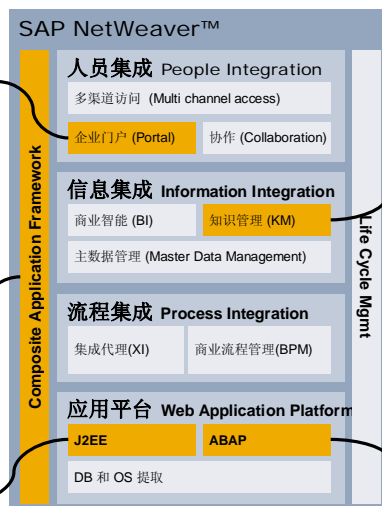 SAP NetWeaver™
人员集成 People Integration
多渠道访问 (Multi channel access)
企业门户 (Portal)
协作 (Collaboration)
信息集成 Information Integration
商业智能 (BI)
知识管理 (KM)
主数据管理 (Master Data Management)
流程集成 Process Integration
集成代理(XI)
商业流程管理(BPM)
应用平台 Web Application Platform
J2EE
ABAP
DB 和 OS 提取
Composite Application Framework
Life Cycle Mgmt